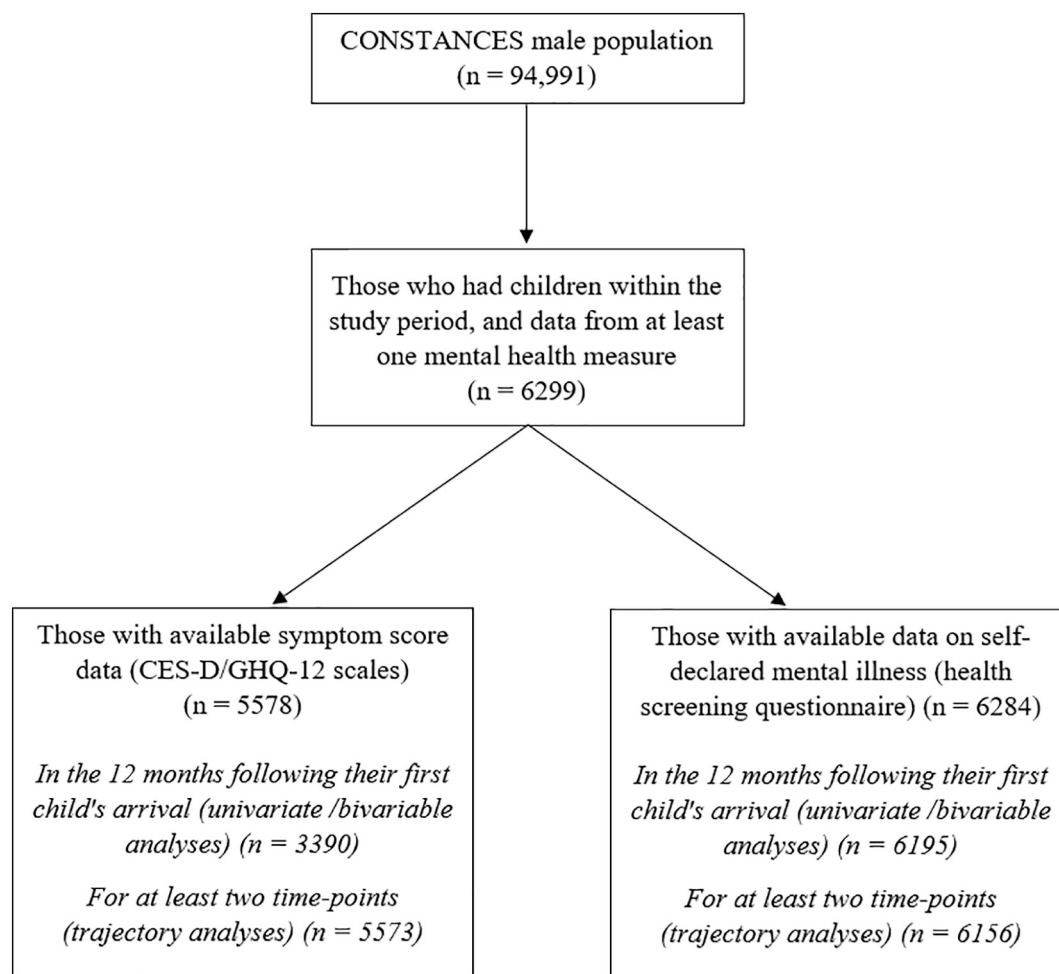 CONSTANCES male population
(n = 94,991)
Those who had children within the
study period, and data from at least
one mental health measure
(n = 6299)
Those with available symptom score
data (CES-D/GHQ-12 scales)
(n = 5578)
In the 12 months following their first
child's arrival (univariate /bivariable
analyses) (n = 3390)
For at least two time-points
(trajectory analyses) (n = 5573)
Those with available data on self-
declared mental illness (health
screening questionnaire) (n = 6284)
In the 12 months following their first
child's arrival (univariate /bivariable
analyses) (n = 6195)
For at least two time-points
(trajectory analyses) (n = 6156)